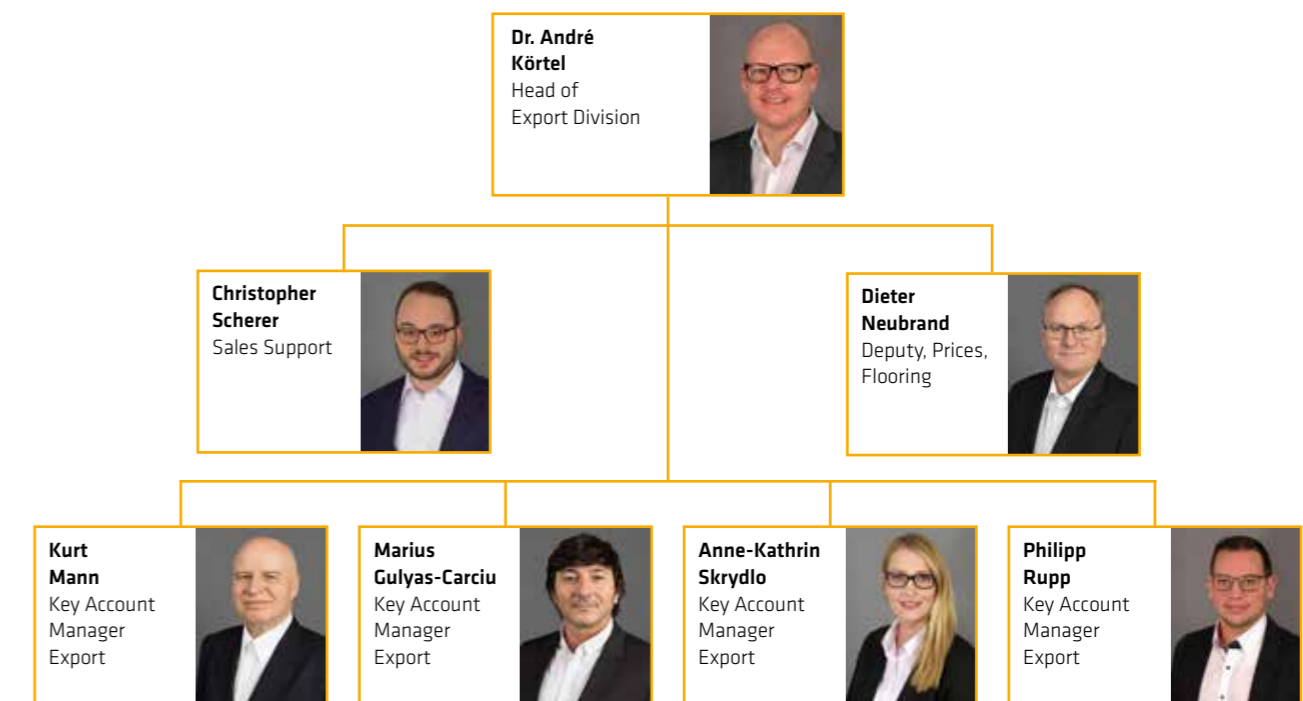 Dr. André
Körtel
Head of
Export Division
Christopher
Scherer
Sales Support
Dieter
Neubrand
Deputy, Prices,
Flooring
Kurt
Mann
Key Account
Manager
Export
Marius
Gulyas-Carciu
Key Account
Manager
Export
Anne-Kathrin
Skrydlo
Key Account
Manager
Export
Philipp
Rupp
Key Account
Manager
Export